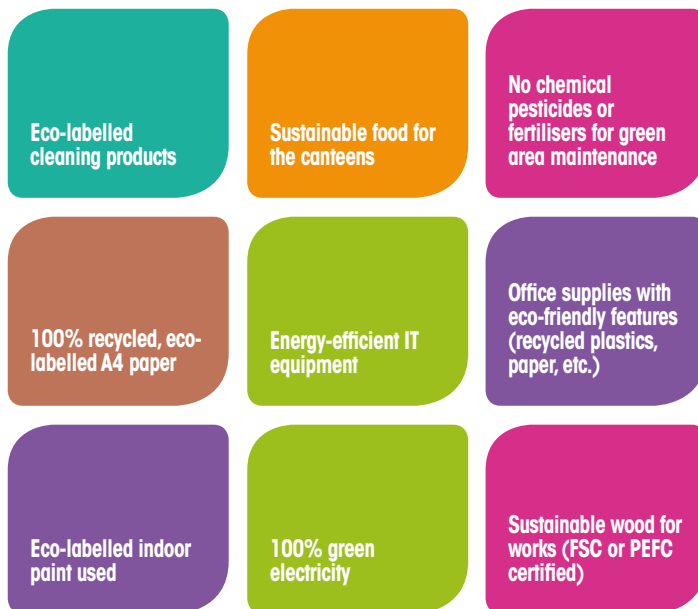 Eco-labelled
cleaning products
Sustainable food for
the canteens
No chemical
pesticides or
fertilisers for green
area maintenance
100% recycled, eco-
labelled A4 paper
Energy-efficient IT
equipment
Office supplies with
eco-friendly features
(recycled plastics,
paper, etc.)
Eco-labelled indoor
paint used
100% green
electricity
Sustainable wood for
works (FSC or PEFC
certified)